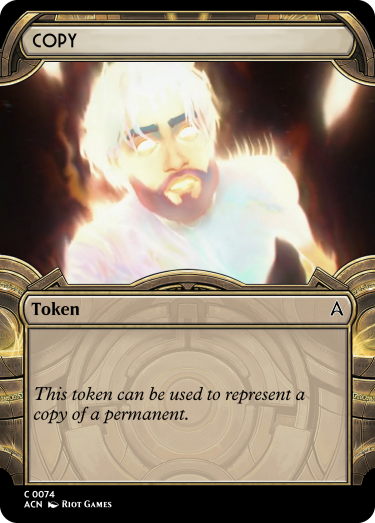 COPY
Token
A
This token can be used to represent a
copy of a permanent.
C 0074
ACN Riot Games